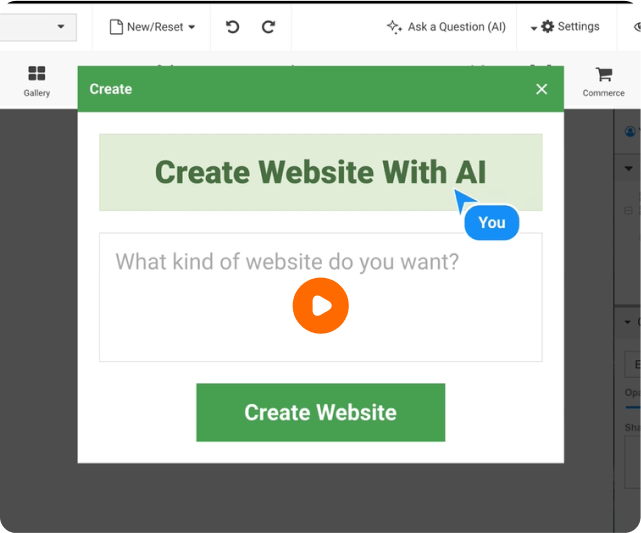 New/Reset
Ask a Question (AI)
Settings
Gallery
Commerce
Create
Create Website With AI
You
What kind of website do you want?
Create Website